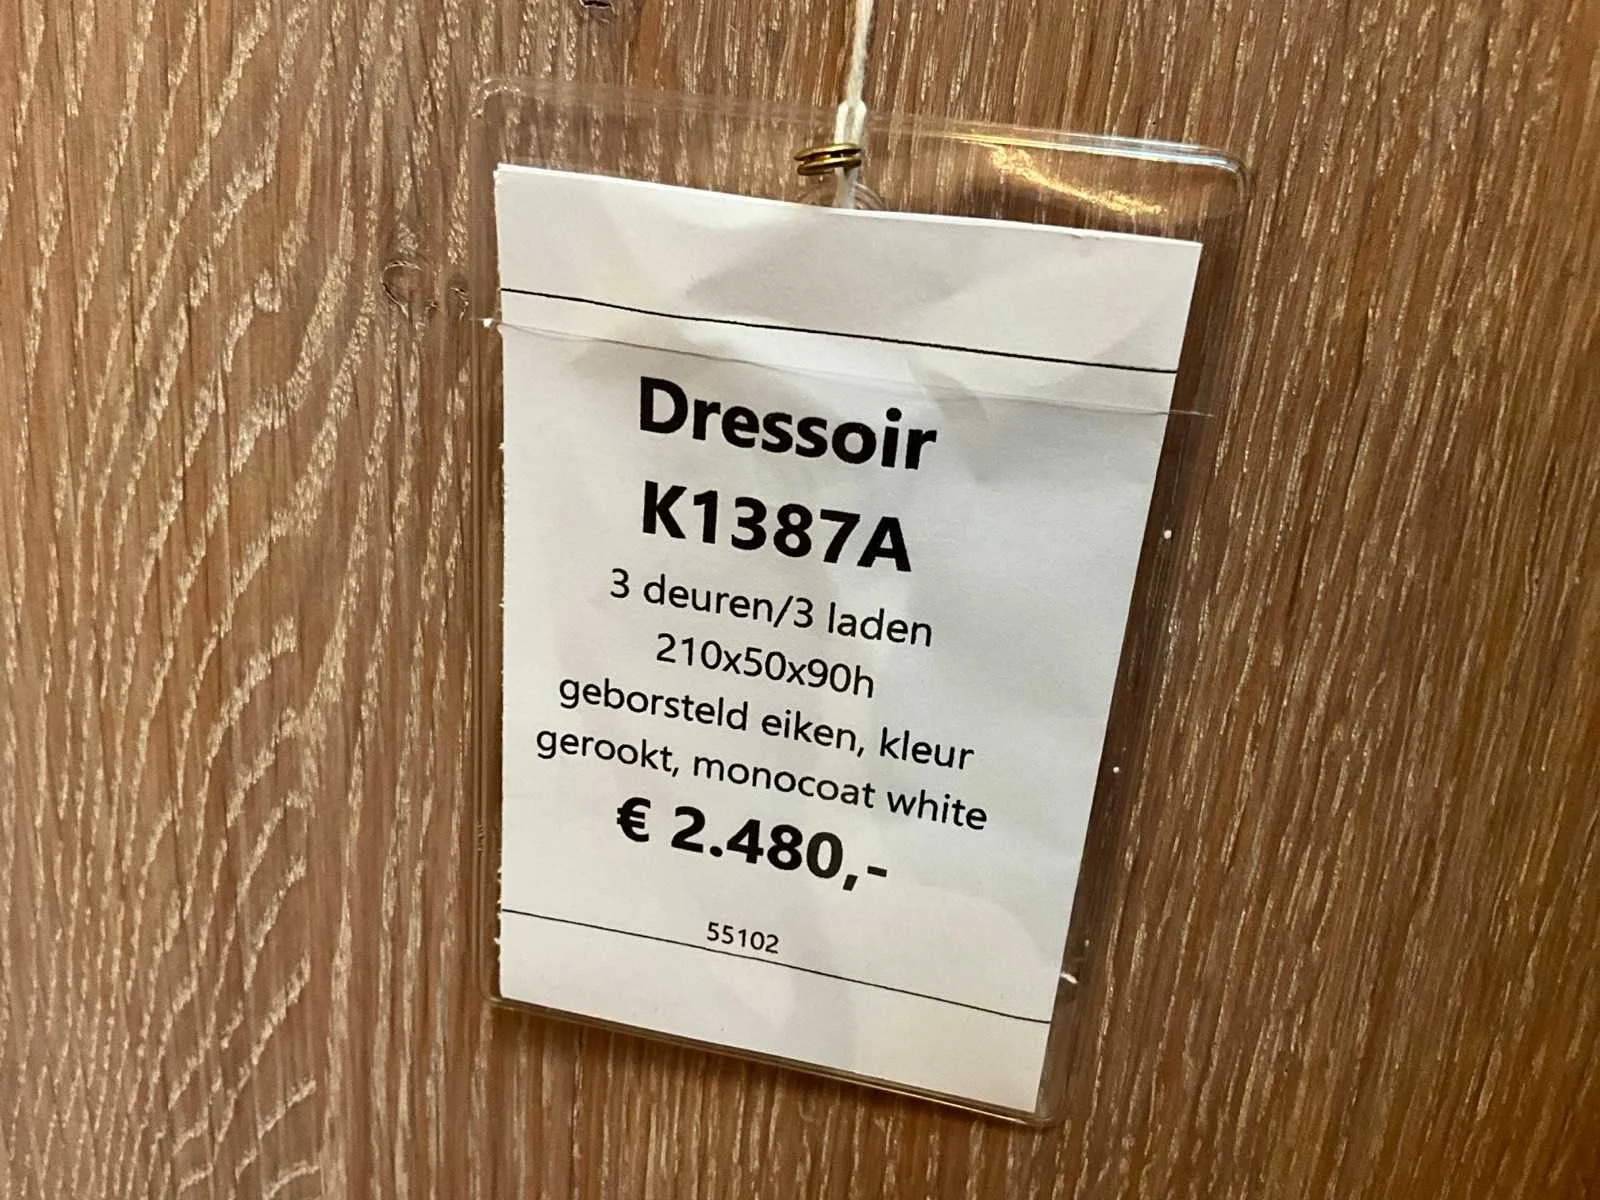 Dressoir
K1387A
3 deuren/3 laden
210x50x90h
geborsteld eiken, kleur
gerookt, monocoat white
€ 2.480,-
55102